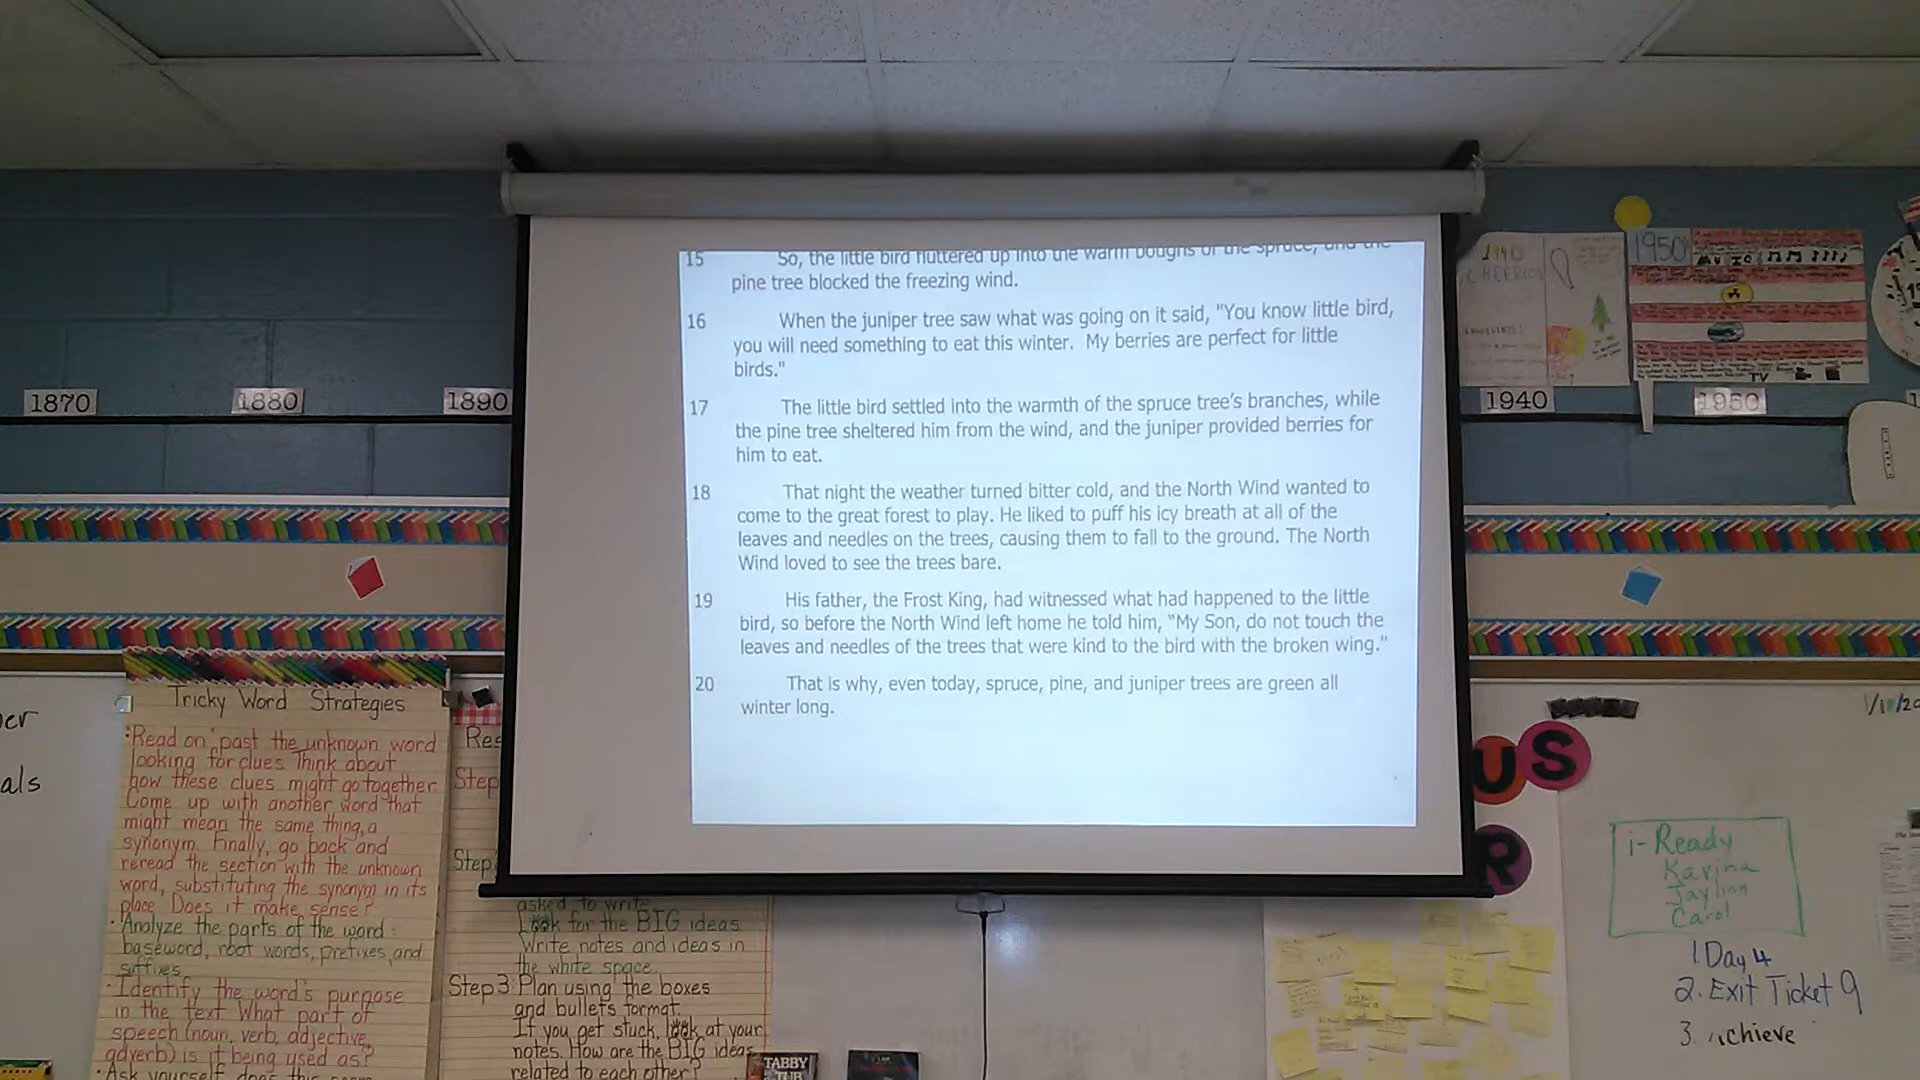 15 So, the little bird fluttered up into the warm boughs of the spruce, and the
pine tree blocked the freezing wind.
16 When the juniper tree saw what was going on it said, "You know little bird,
you will need something to eat this winter. My berries are perfect for little
birds."
17 The little bird settled into the warmth of the spruce tree's branches, while
the pine tree sheltered him from the wind, and the juniper provided berries for
him to eat.
18 That night the weather turned bitter cold, and the North Wind wanted to
come to the great forest to play. He liked to puff his icy breath at all of the
leaves and needles on the trees, causing them to fall to the ground. The North
Wind loved to see the trees bare.
19 His father, the Frost King, had witnessed what had happened to the little
bird, so before the North Wind left home he told him, “My Son, do not touch the
leaves and needles of the trees that were kind to the bird with the broken wing."
20 That is why, even today, spruce, pine, and juniper trees are green all
winter long.
1870
1880
1890
1940
1950
1940
1950
TV
als
Tricky Word Strategies
• Read on past the unknown word
looking for clues Think about
how these clues might go together
Come up with another word that
might mean the same thing, a
synonym. Finally, go back and
reread the section with the unknown
word, substituting the synonym in its
place. Does it make sense?
• Analyze the parts of the word:
baseword, root words, prefixes, and
suffixes
• Identify the word's purpose
in the text What part of
speech (noun, verb, adjective,
adverb) is it being used as?
• Ask yourself, does this
Res
Step
Step
asked to write.
Look for the BIG ideas
Write notes and ideas in
the white space.
Step 3: Plan using the boxes
and bullets format.
If you get stuck, look at your
notes. How are the BIG ideas
related to each other?
TABBY
US
R
i-Ready
Karina
Jaylinn
Carol
1. Day 4
2. Exit Ticket 9
3. chieve